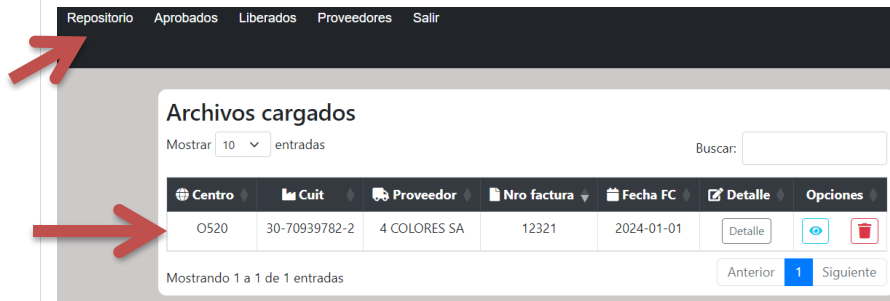 Repositorio Aprobados Liberados Proveedores Salir
Archivos cargados
Mostrar 10 entradas
Buscar:
Centro Cuit Proveedor Nro factura Fecha FC Detalle Opciones
O520 30-70939782-2 4 COLORES SA 12321 2024-01-01 Detalle
Mostrando 1 a 1 de 1 entradas
Anterior 1 Siguiente